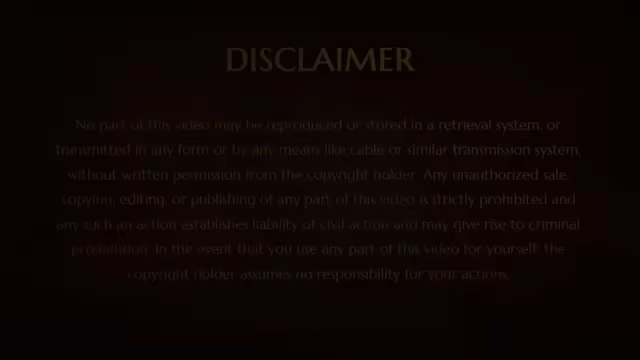 DISCLAIMER
No part of this video may be reproduced or stored in a retrieval system, or
transmitted in any form or by any means like cable or similar transmission system,
without written permission from the copyright holder. Any unauthorized sale,
copying, editing, or publishing of any part of this video is strictly prohibited and
any such an action establishes liability of civil action and may give rise to criminal
prosecution. In the event that you use any part of this video for yourself, the
copyright holder assumes no responsibility for your actions.